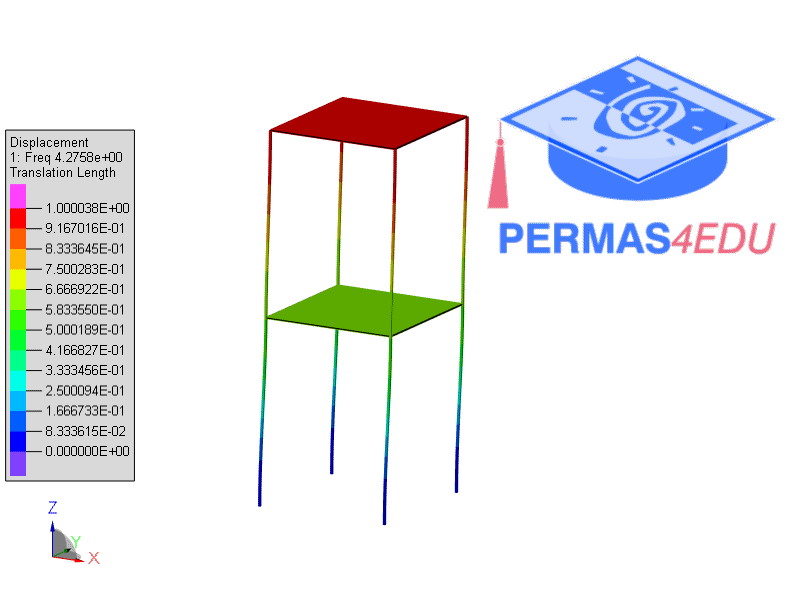 Displacement
1: Freq 4.2758e+00
Translation Length
1.000038E+00
9.167016E-01
8.333645E-01
7.500283E-01
6.666922E-01
5.833550E-01
5.000189E-01
4.166827E-01
3.333456E-01
2.500094E-01
1.666733E-01
8.333615E-02
0.000000E+00
PERMAS4EDU
Z
Y
X